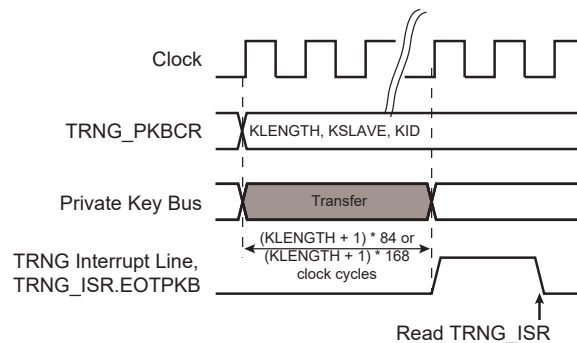 Clock
TRNG_PKBCR
KLENGTH, KSLAVE, KID
Private Key Bus
Transfer
(KLENGTH + 1) * 84 or
(KLENGTH + 1) * 168
clock cycles
TRNG Interrupt Line,
TRNG_ISR.EOTPKB
Read TRNG_ISR